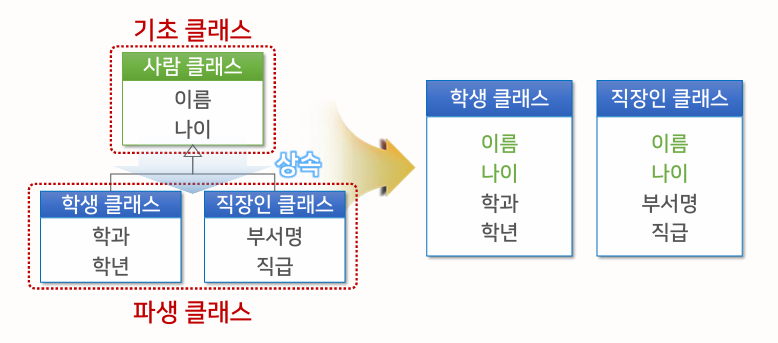 기초 클래스
사람 클래스
이름
나이
상속
학생 클래스
학과
학년
직장인 클래스
부서명
직급
파생 클래스
학생 클래스
이름
나이
학과
학년
직장인 클래스
이름
나이
부서명
직급